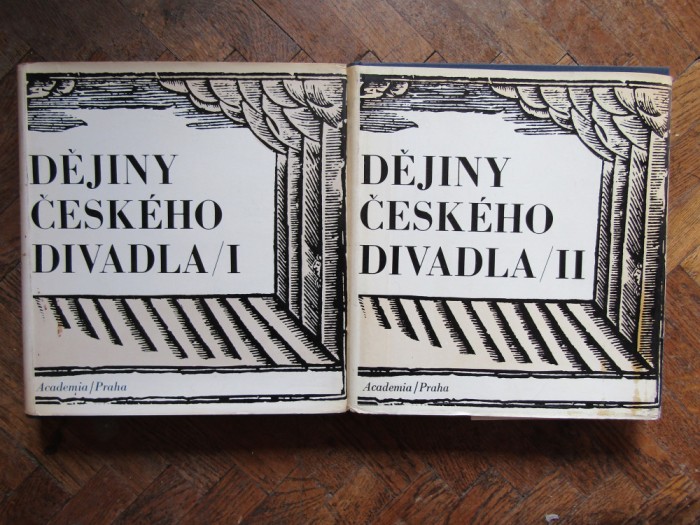 DĚJINY
ČESKÉHO
DIVADLA/I
Academia/Praha
DĚJINY
ČESKÉHO
DIVADLA/II
Academia/Praha